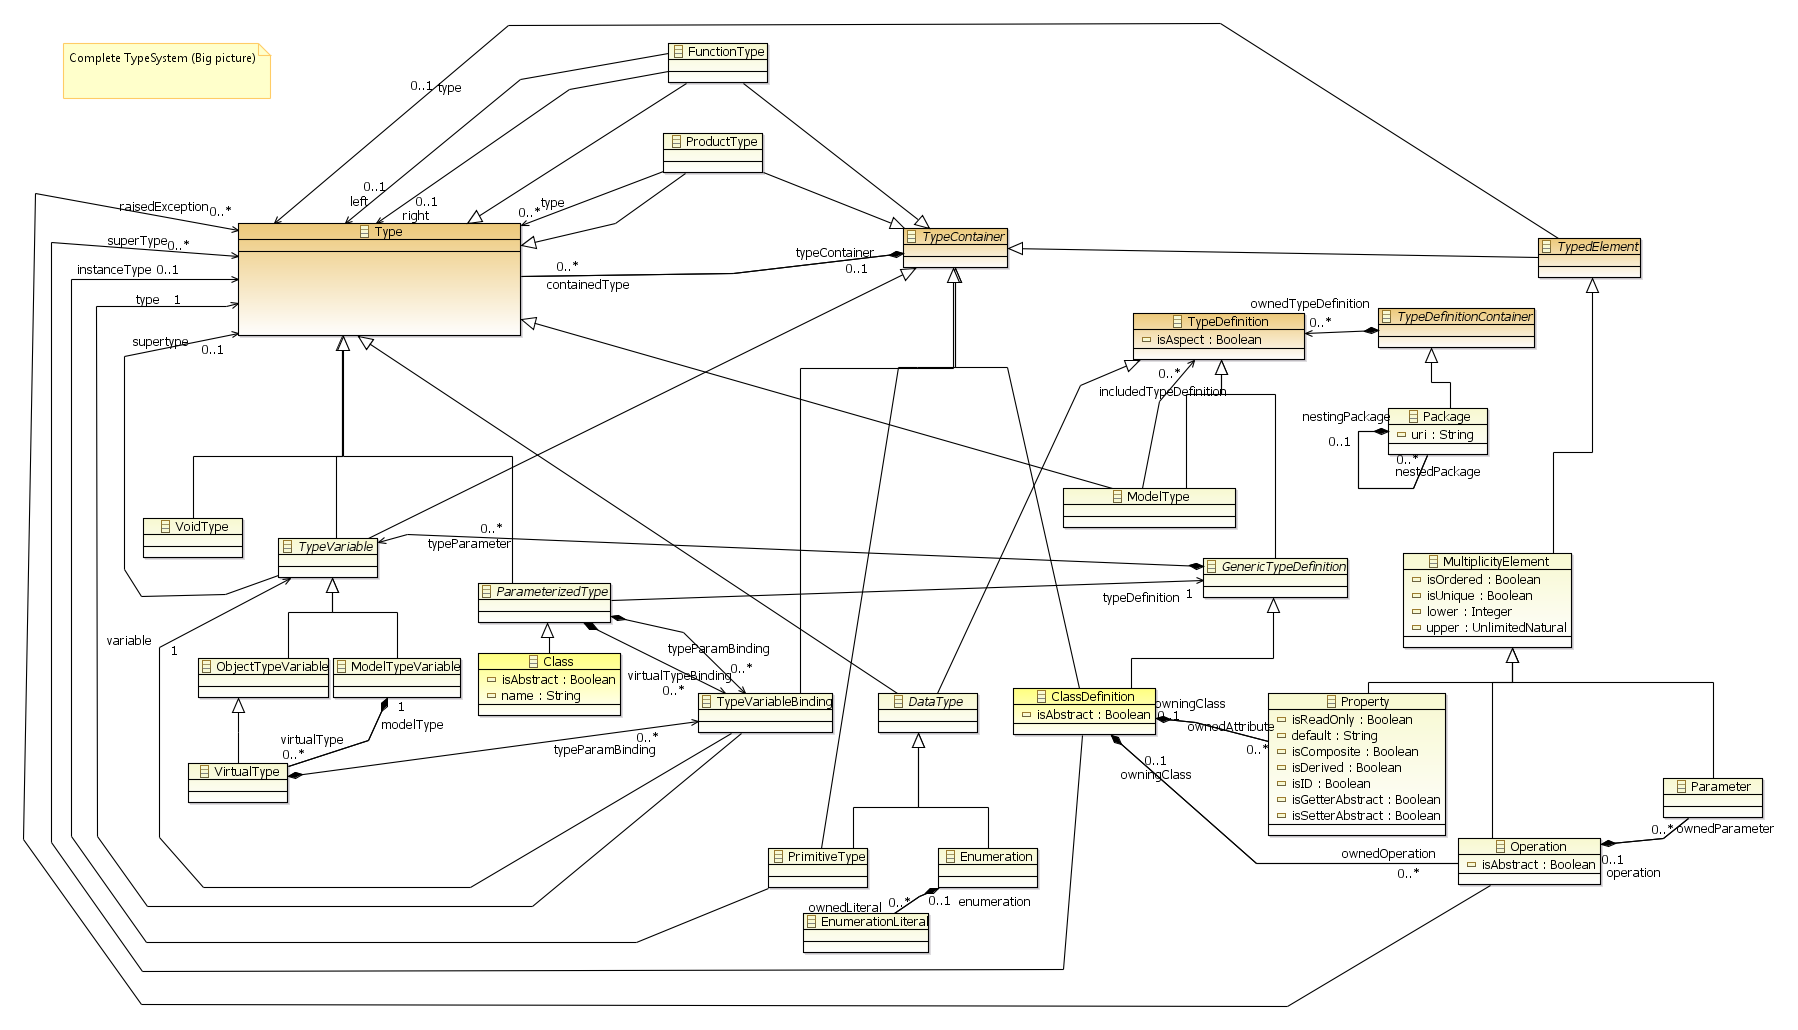 Complete TypeSystem (Big picture)
FunctionType
0..1 type
ProductType
0..1
left
0..1
right
type
0..*
raisedException
0..*
Type
TypeContainer
TypedElement
superType 0..*
instanceType 0..1
type 1
supertype
0..1
0..*
containedType
typeContainer
0..1
ownedTypeDefinition
0..*
TypeDefinition
isAspect : Boolean
TypeDefinitionContainer
0..*
includedTypeDefinition
nestingPackage
0..1
Package
uri : String
0..*
nestedPackage
ModelType
VoidType
TypeVariable
0..*
typeParameter
GenericTypeDefinition
MultiplicityElement
isOrdered : Boolean
isUnique : Boolean
lower : Integer
upper : UnlimitedNatural
ParameterizedType
typeDefinition 1
variable
1
ObjectTypeVariable
ModelTypeVariable
Class
isAbstract : Boolean
name : String
typeParamBinding
0..*
virtualTypeBinding
0..*
TypeVariableBinding
DataType
ClassDefinition
isAbstract : Boolean
owningClass
0..1
ownedAttribute
0..*
Property
isReadOnly : Boolean
default : String
isComposite : Boolean
isDerived : Boolean
isID : Boolean
isGetterAbstract : Boolean
isSetterAbstract : Boolean
1
modelType
virtualType
0..*
VirtualType
0..*
typeParamBinding
0..1
owningClass
Parameter
0..* ownedParameter
PrimitiveType
Enumeration
ownedOperation
0..*
Operation
isAbstract : Boolean
0..1
operation
ownedLiteral 0..*
0..1 enumeration
EnumerationLiteral